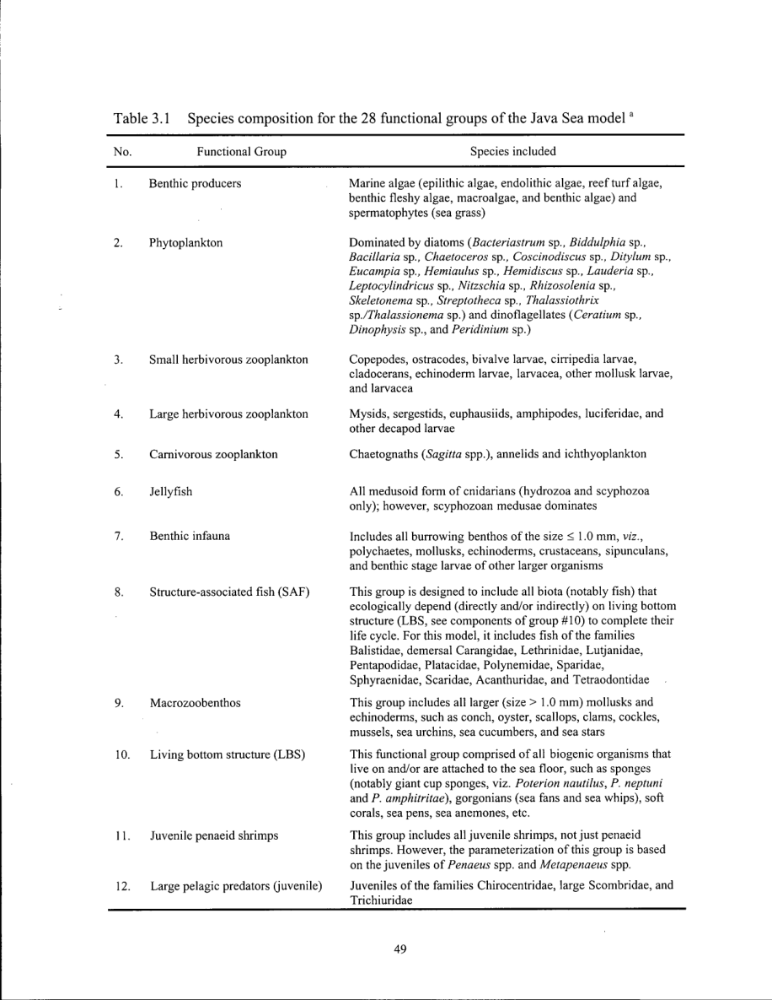 Table 3.1 Species composition for the 28 functional groups of the Java Sea model a
No. Functional Group Species included
1. Benthic producers Marine algae (epilithic algae, endolithic algae, reef turf algae,
benthic fleshy algae, macroalgae, and benthic algae) and
spermatophytes (sea grass)
2. Phytoplankton Dominated by diatoms (Bacteriastrum sp., Biddulphia sp.,
Bacillaria sp., Chaetoceros sp., Coscinodiscus sp., Ditylum sp.,
Eucampia sp., Hemiaulus sp., Hemidiscus sp., Lauderia sp.,
Leptocylindricus sp., Nitzschia sp., Rhizosolenia sp.,
Skeletonema sp., Streptotheca sp., Thalassiothrix
sp./Thalassionema sp.) and dinoflagellates (Ceratium sp.,
Dinophysis sp., and Peridinium sp.)
3. Small herbivorous zooplankton Copepodes, ostracodes, bivalve larvae, cirripedia larvae,
cladocerans, echinoderm larvae, larvacea, other mollusk larvae,
and larvacea
4. Large herbivorous zooplankton Mysids, sergestids, euphausiids, amphipodes, luciferidae, and
other decapod larvae
5. Carnivorous zooplankton Chaetognaths (Sagitta spp.), annelids and ichthyoplankton
6. Jellyfish All medusoid form of cnidarians (hydrozoa and scyphozoa
only); however, scyphozoan medusae dominates
7. Benthic infauna Includes all burrowing benthos of the size ≤ 1.0 mm, viz.,
polychaetes, mollusks, echinoderms, crustaceans, sipunculans,
and benthic stage larvae of other larger organisms
8. Structure-associated fish (SAF) This group is designed to include all biota (notably fish) that
ecologically depend (directly and/or indirectly) on living bottom
structure (LBS, see components of group #10) to complete their
life cycle. For this model, it includes fish of the families
Balistidae, demersal Carangidae, Lethrinidae, Lutjanidae,
Pentapodidae, Platacidae, Polynemidae, Sparidae,
Sphyraenidae, Scaridae, Acanthuridae, and Tetraodontidae
9. Macrozoobenthos This group includes all larger (size > 1.0 mm) mollusks and
echinoderms, such as conch, oyster, scallops, clams, cockles,
mussels, sea urchins, sea cucumbers, and sea stars
10. Living bottom structure (LBS) This functional group comprised of all biogenic organisms that
live on and/or are attached to the sea floor, such as sponges
(notably giant cup sponges, viz. Poterion nautilus, P. neptuni
and P. amphitritae), gorgonians (sea fans and sea whips), soft
corals, sea pens, sea anemones, etc.
11. Juvenile penaeid shrimps This group includes all juvenile shrimps, not just penaeid
shrimps. However, the parameterization of this group is based
on the juveniles of Penaeus spp. and Metapenaeus spp.
12. Large pelagic predators (juvenile) Juveniles of the families Chirocentridae, large Scombridae, and
Trichiuridae
49